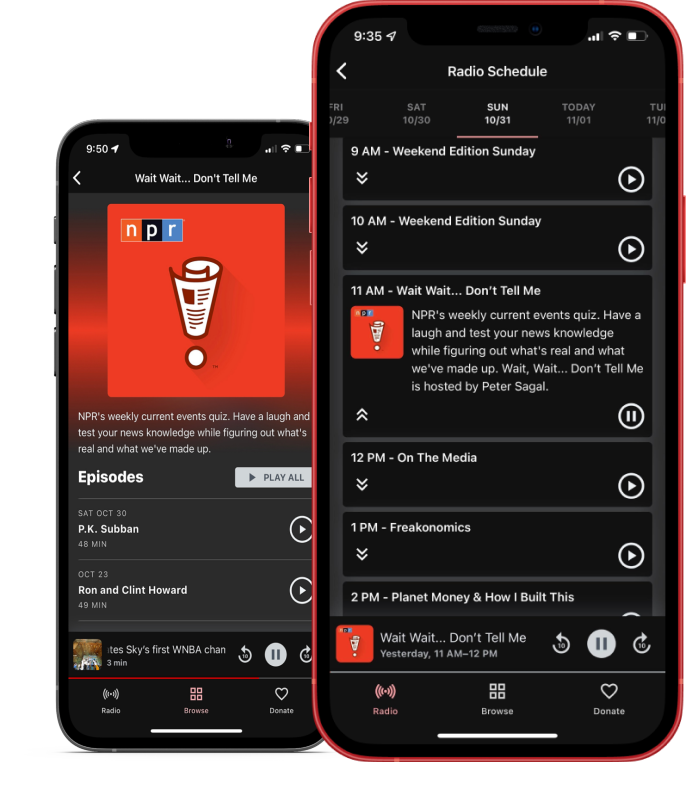 9:50
Wait Wait... Don't Tell Me
npr
NPR's weekly current events quiz. Have a laugh and
test your news knowledge while figuring out what's
real and what we've made up.
Episodes
PLAY ALL
SAT OCT 30
P.K. Subban
48 MIN
OCT 23
Ron and Clint Howard
49 MIN
tes Sky's first WNBA chan
3 min
10
10
Radio
Browse
Donate
9:35
Radio Schedule
FRI
SAT
SUN
TODAY
TU
0/29
10/30
10/31
11/01
11/0
9 AM - Weekend Edition Sunday
10 AM - Weekend Edition Sunday
11 AM - Wait Wait... Don't Tell Me
npr
NPR's weekly current events quiz. Have a
laugh and test your news knowledge
while figuring out what's real and what
we've made up. Wait, Wait... Don't Tell Me
is hosted by Peter Sagal.
12 PM - On The Media
1 PM - Freakonomics
2 PM - Planet Money & How I Built This
npr
Wait Wait... Don't Tell Me
Yesterday, 11 AM–12 PM
10
10
Radio
Browse
Donate